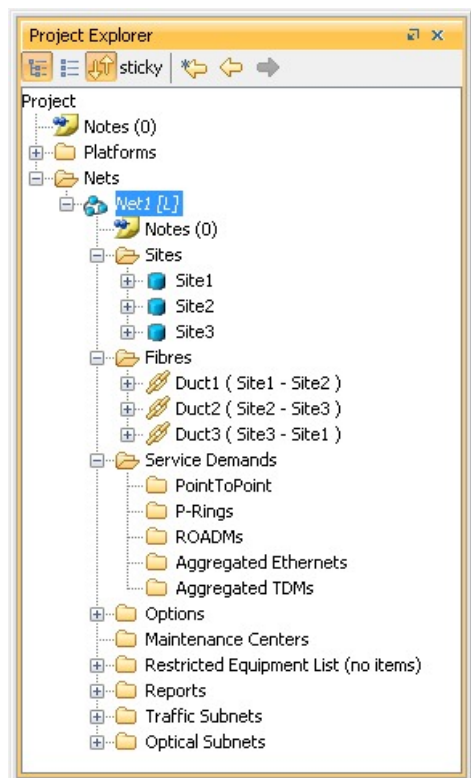 Project Explorer
sticky
Project
Notes (0)
Platforms
Nets
Net1 [L]
Notes (0)
Sites
Site1
Site2
Site3
Fibres
Duct1 ( Site1 - Site2 )
Duct2 ( Site2 - Site3 )
Duct3 ( Site3 - Site1 )
Service Demands
PointToPoint
P-Rings
ROADMs
Aggregated Ethernets
Aggregated TDMs
Options
Maintenance Centers
Restricted Equipment List (no items)
Reports
Traffic Subnets
Optical Subnets